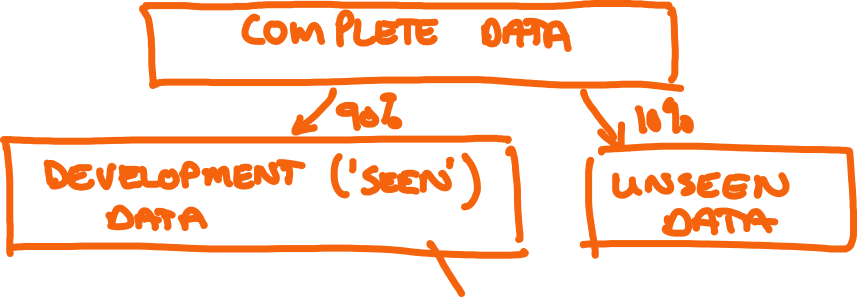 COMPLETE DATA
90%
10%
DEVELOPMENT ('SEEN')
DATA
UNSEEN
DATA